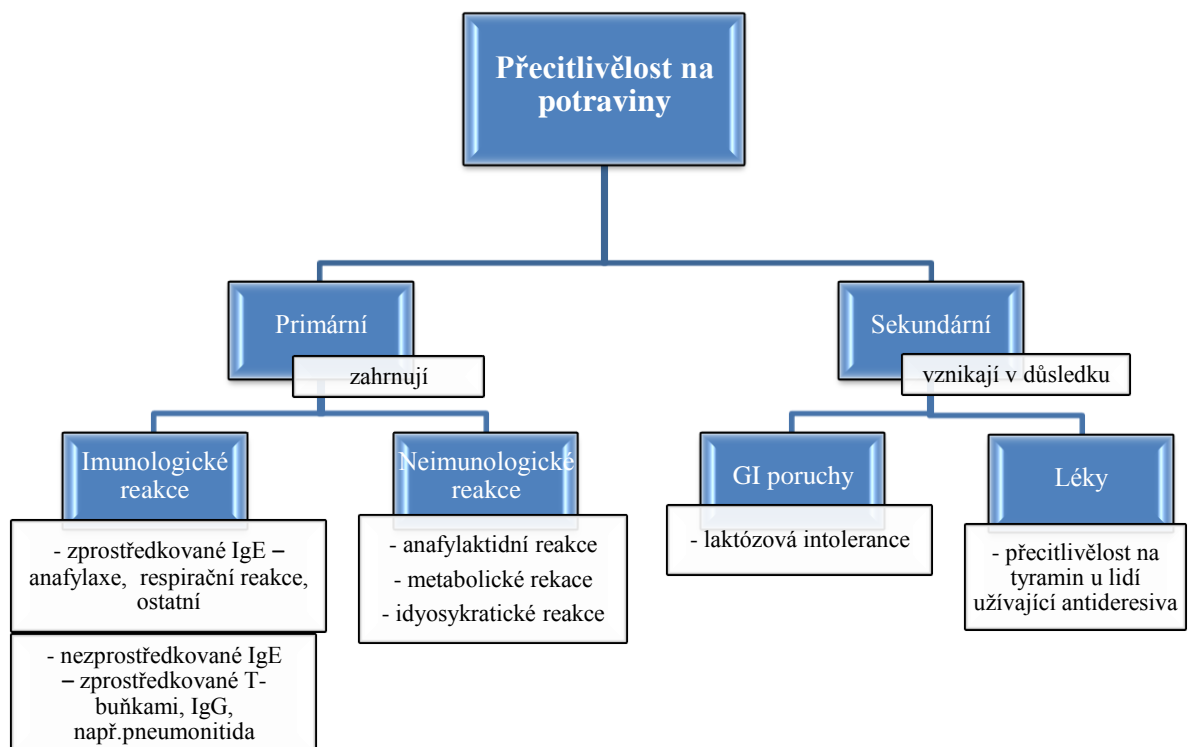 Přecitlivělost na
potraviny
Primární
zahrnují
Sekundární
vznikají v důsledku
Imunologické
reakce
- zprostředkované IgE –
anafylaxe, respirační reakce,
ostatní
- nezprostředkované IgE
– zprostředkované T-
buňkami, IgG,
např.pneumonitida
Neimunologické
reakce
- anafylaktidní reakce
- metabolické rekace
- idyosykratické reakce
GI poruchy
- laktózová intolerance
Léky
- přecitlivělost na
tyramin u lidí
užívající antideresiva